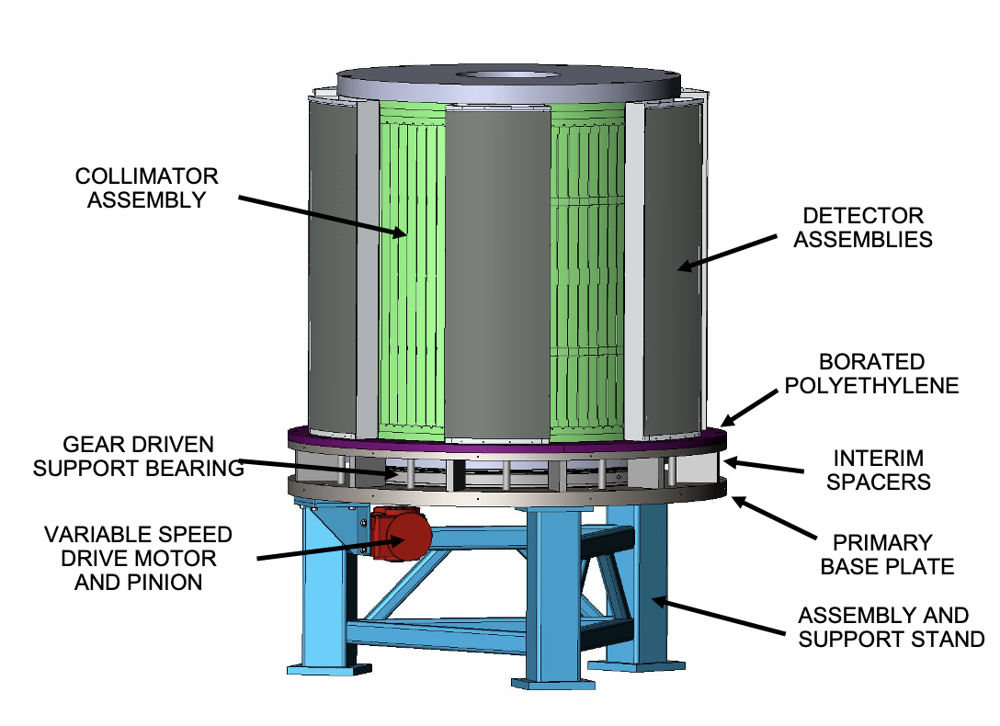 COLLIMATOR
ASSEMBLY
DETECTOR
ASSEMBLIES
BORATED
POLYETHYLENE
GEAR DRIVEN
SUPPORT BEARING
INTERIM
SPACERS
VARIABLE SPEED
DRIVE MOTOR
AND PINION
PRIMARY
BASE PLATE
ASSEMBLY AND
SUPPORT STAND